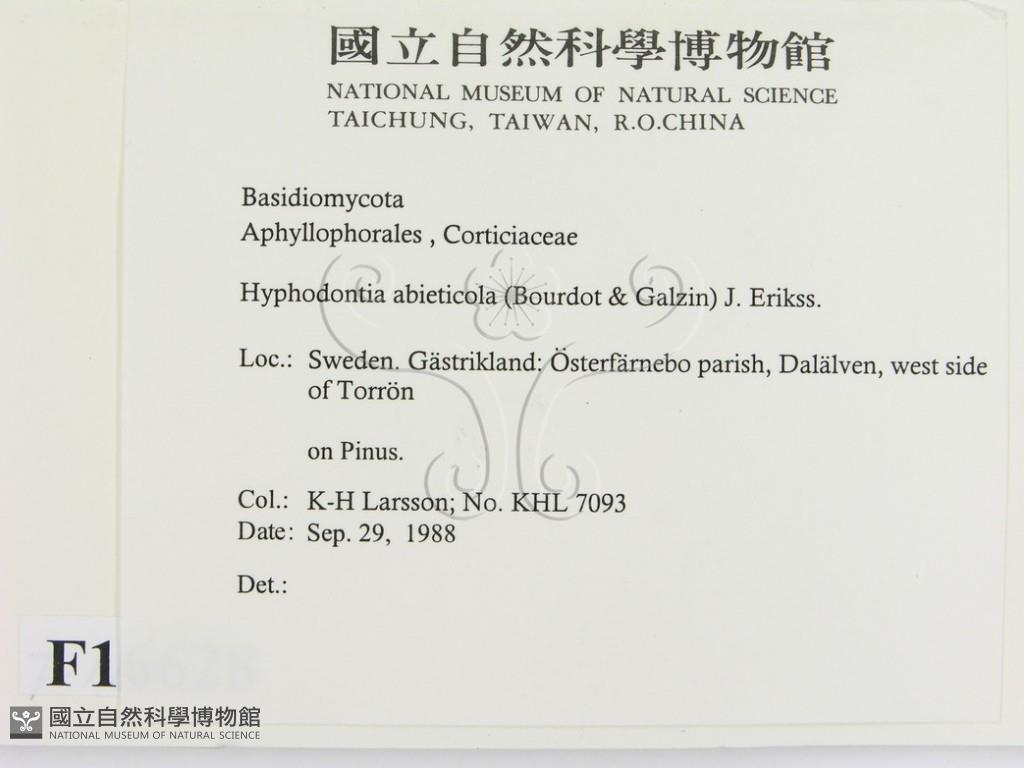 國立自然科學博物館
NATIONAL MUSEUM OF NATURAL SCIENCE
TAICHUNG, TAIWAN, R.O.CHINA
Basidiomycota
Aphyllophorales , Corticiaceae
Hyphodontia abieticola (Bourdot & Galzin) J. Erikss.
Loc.: Sweden. Gästrikland: Österfärnebo parish, Dalälven, west side
of Torrön
on Pinus.
Col.: K-H Larsson; No. KHL 7093
Date: Sep. 29, 1988
Det.:
F1
國立自然科學博物館
NATIONAL MUSEUM OF NATURAL SCIENCE